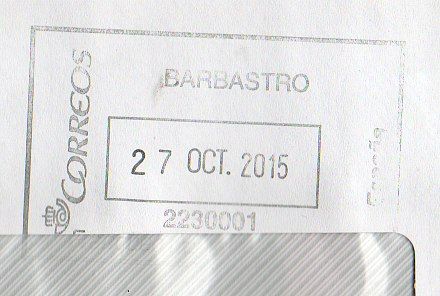 CORREOS
BARBASTRO
27 OCT. 2015
2230001